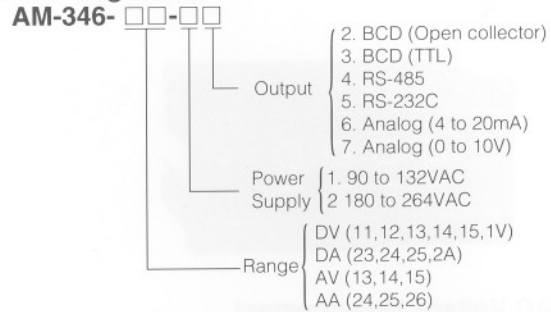 AM-346- □□-□□
Output
2. BCD (Open collector)
3. BCD (TTL)
4. RS-485
5. RS-232C
6. Analog (4 to 20mA)
7. Analog (0 to 10V)
Power Supply
1. 90 to 132VAC
2 180 to 264VAC
Range
DV (11,12,13,14,15,1V)
DA (23,24,25,2A)
AV (13,14,15)
AA (24,25,26)